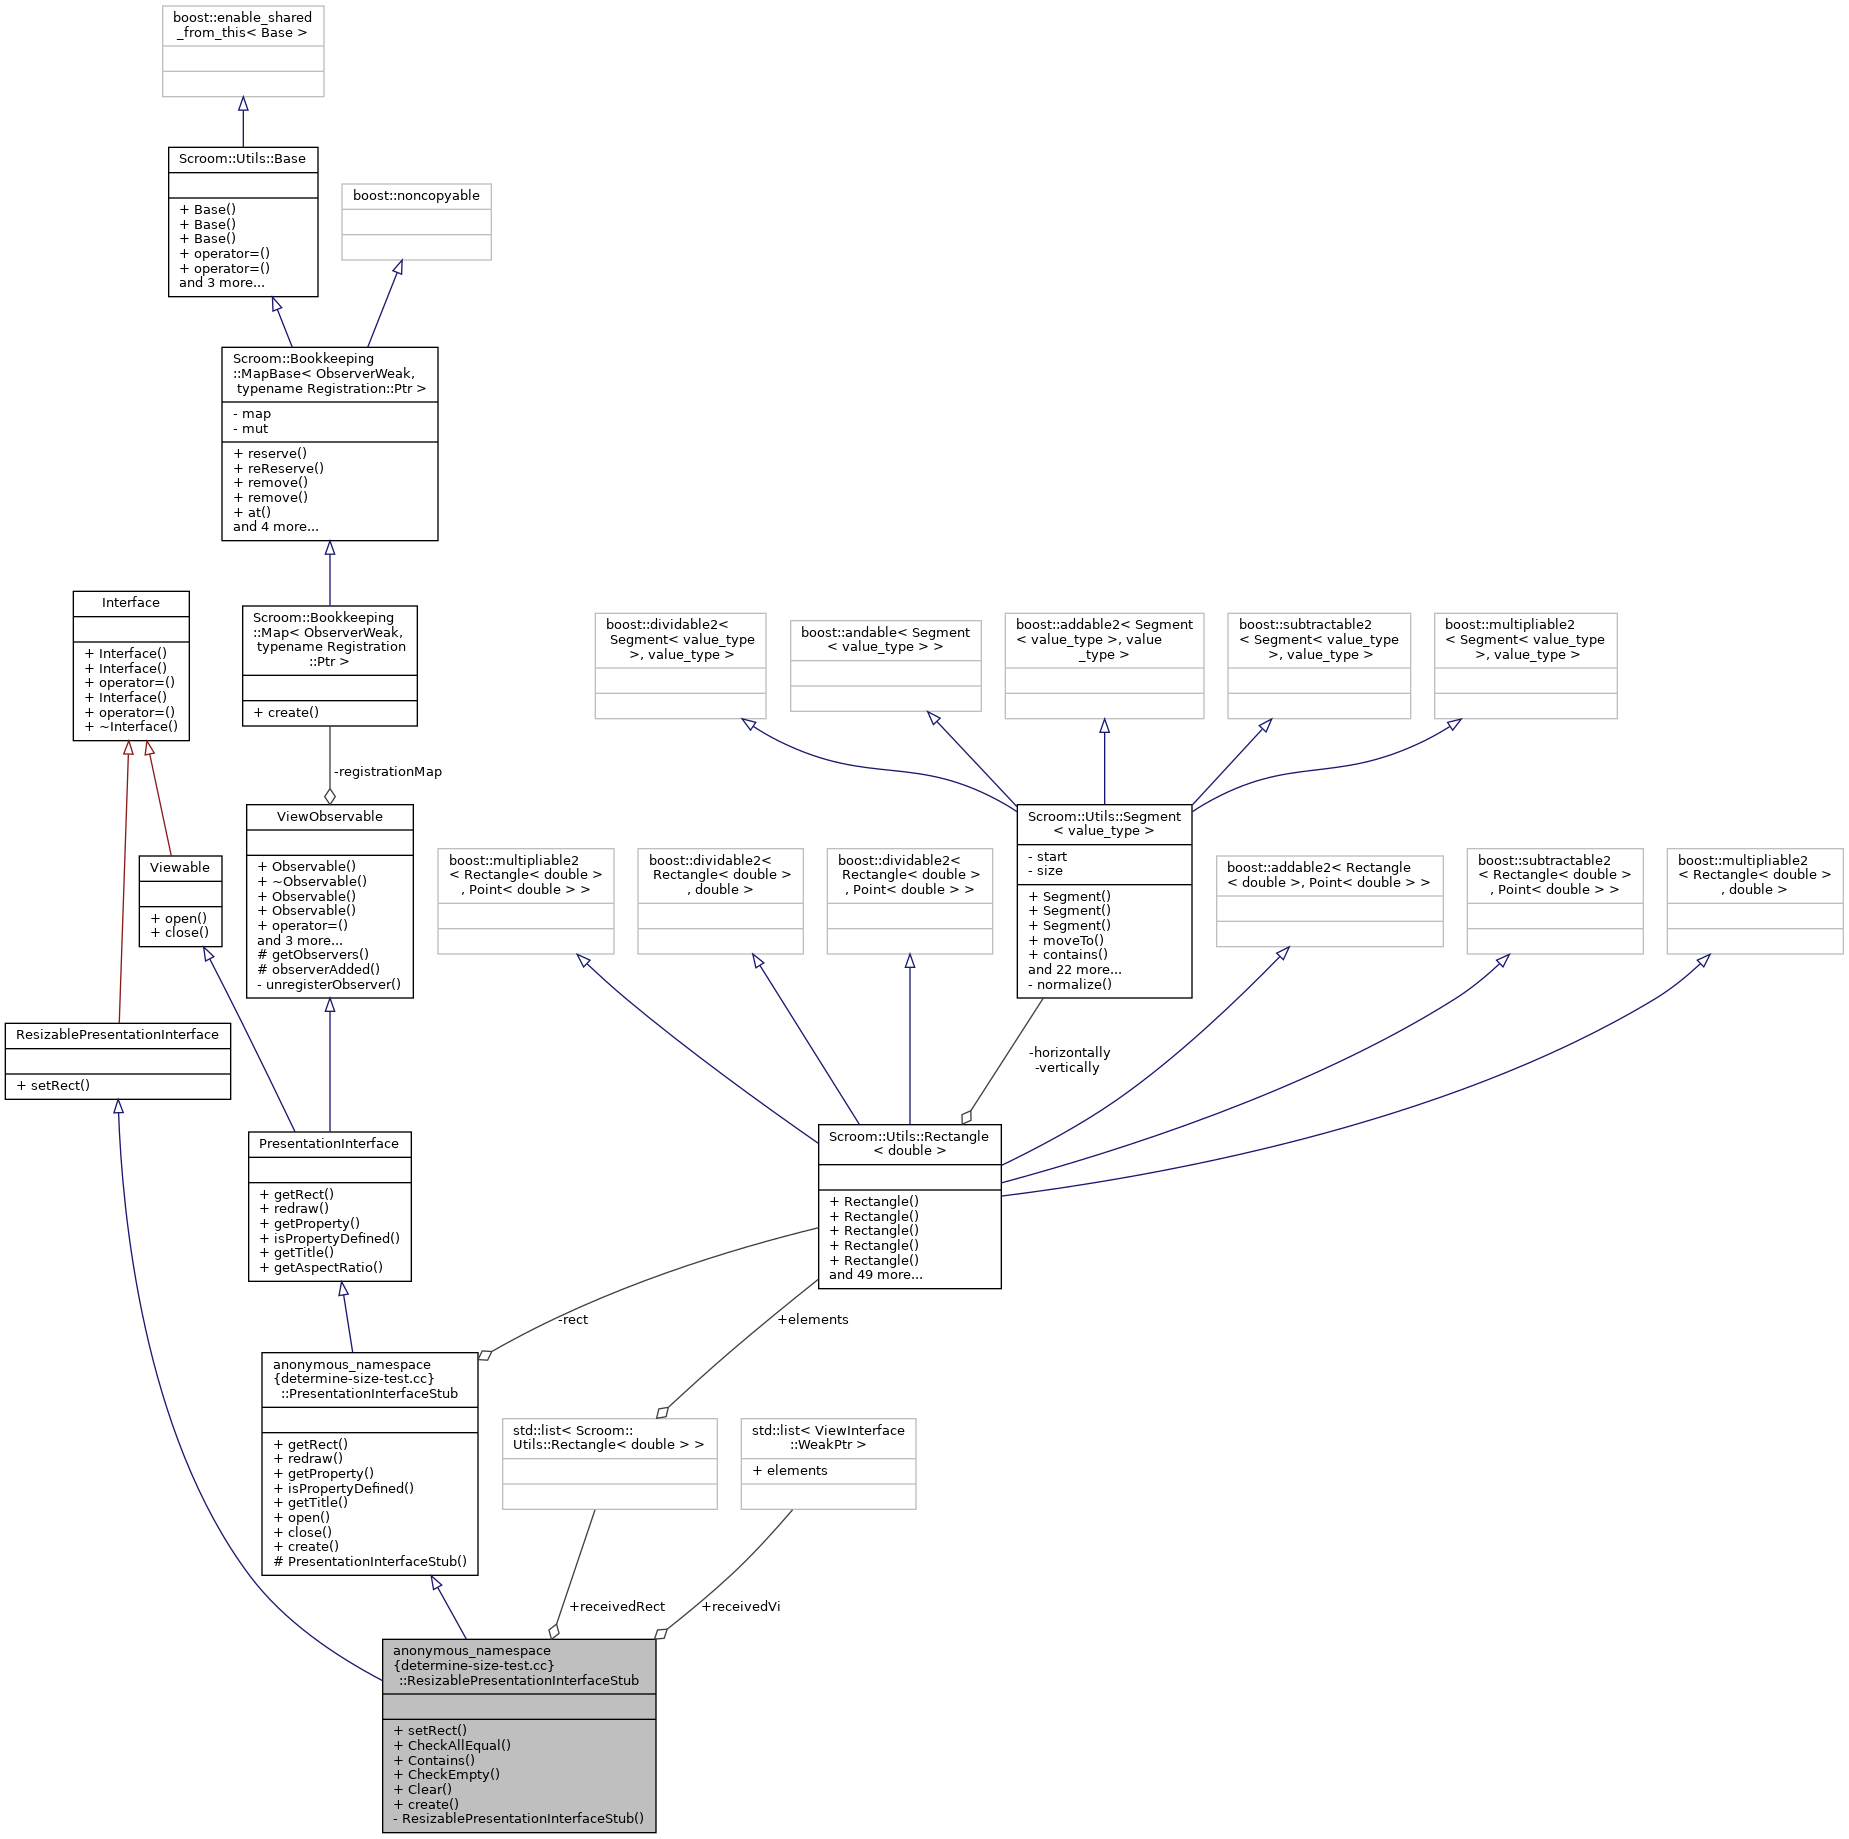 boost::enable_shared
_from_this< Base >
Scroom::Utils::Base
+ Base()
+ Base()
+ Base()
+ operator=()
+ operator=()
and 3 more...
boost::noncopyable
Scroom::Bookkeeping
::MapBase< ObserverWeak,
typename Registration::Ptr >
- map
- mut
+ reserve()
+ reReserve()
+ remove()
+ remove()
+ at()
and 4 more...
Interface
+ Interface()
+ Interface()
+ operator=()
+ Interface()
+ operator=()
+ ~Interface()
Scroom::Bookkeeping
::Map< ObserverWeak,
typename Registration
::Ptr >
+ create()
boost::dividable2<
Segment< value_type
>, value_type >
boost::andable< Segment
< value_type > >
boost::addable2< Segment
< value_type >, value
_type >
boost::subtractable2
< Segment< value_type
>, value_type >
boost::multipliable2
< Segment< value_type
>, value_type >
-registrationMap
Viewable
+ open()
+ close()
ViewObservable
+ Observable()
+ ~Observable()
+ Observable()
+ Observable()
+ operator=()
and 3 more...
# getObservers()
# observerAdded()
- unregisterObserver()
boost::multipliable2
< Rectangle< double >
, Point< double > >
boost::dividable2<
Rectangle< double >
, double >
boost::dividable2<
Rectangle< double >
, Point< double > >
Scroom::Utils::Segment
< value_type >
- start
- size
+ Segment()
+ Segment()
+ Segment()
+ moveTo()
+ contains()
and 22 more...
- normalize()
boost::addable2< Rectangle
< double >, Point< double > >
boost::subtractable2
< Rectangle< double >
, Point< double > >
boost::multipliable2
< Rectangle< double >
, double >
ResizablePresentationInterface
+ setRect()
-horizontally
-vertically
PresentationInterface
+ getRect()
+ redraw()
+ getProperty()
+ isPropertyDefined()
+ getTitle()
+ getAspectRatio()
Scroom::Utils::Rectangle
< double >
+ Rectangle()
+ Rectangle()
+ Rectangle()
+ Rectangle()
+ Rectangle()
and 49 more...
-rect
+elements
anonymous_namespace
{determine-size-test.cc}
::PresentationInterfaceStub
+ getRect()
+ redraw()
+ getProperty()
+ isPropertyDefined()
+ getTitle()
+ open()
+ close()
+ create()
# PresentationInterfaceStub()
std::list< Scroom::
Utils::Rectangle< double > >
std::list< ViewInterface
::WeakPtr >
+ elements
+receivedRect
+receivedVi
anonymous_namespace
{determine-size-test.cc}
::ResizablePresentationInterfaceStub
+ setRect()
+ CheckAllEqual()
+ Contains()
+ CheckEmpty()
+ Clear()
+ create()
- ResizablePresentationInterfaceStub()